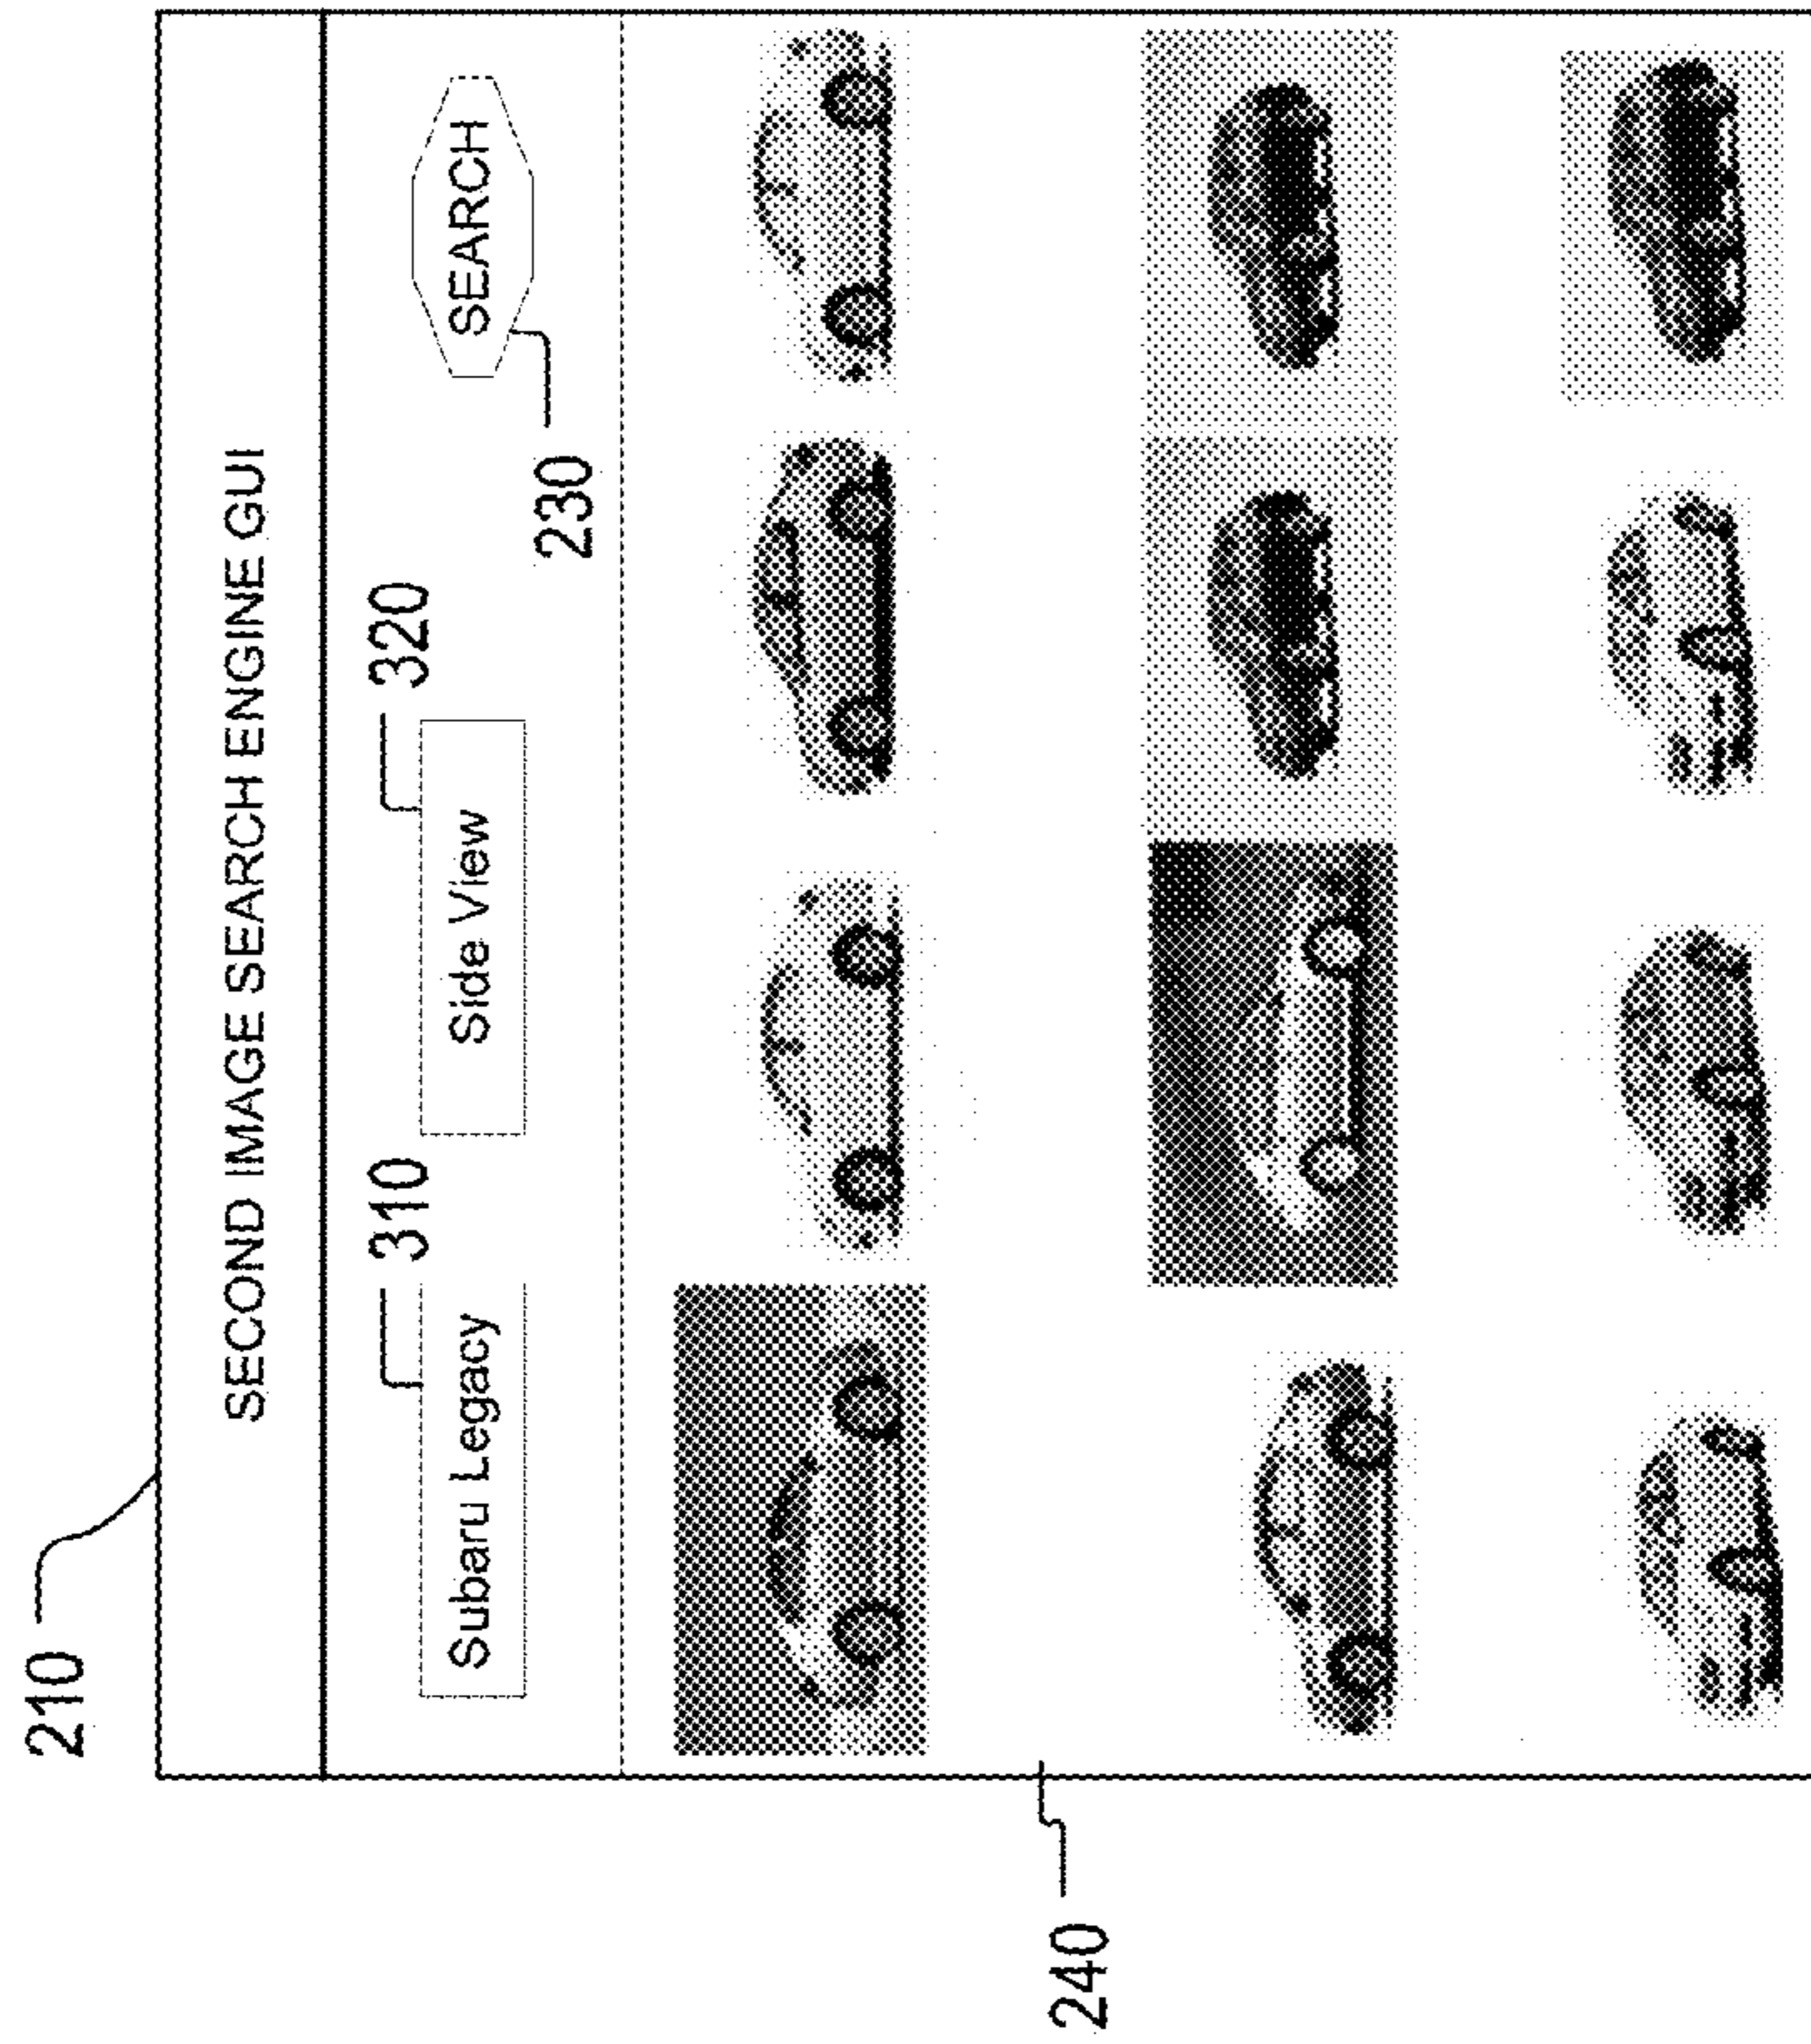 210
SECOND IMAGE SEARCH ENGINE GUI
310
320
Subaru Legacy
Side View
SEARCH
230
240